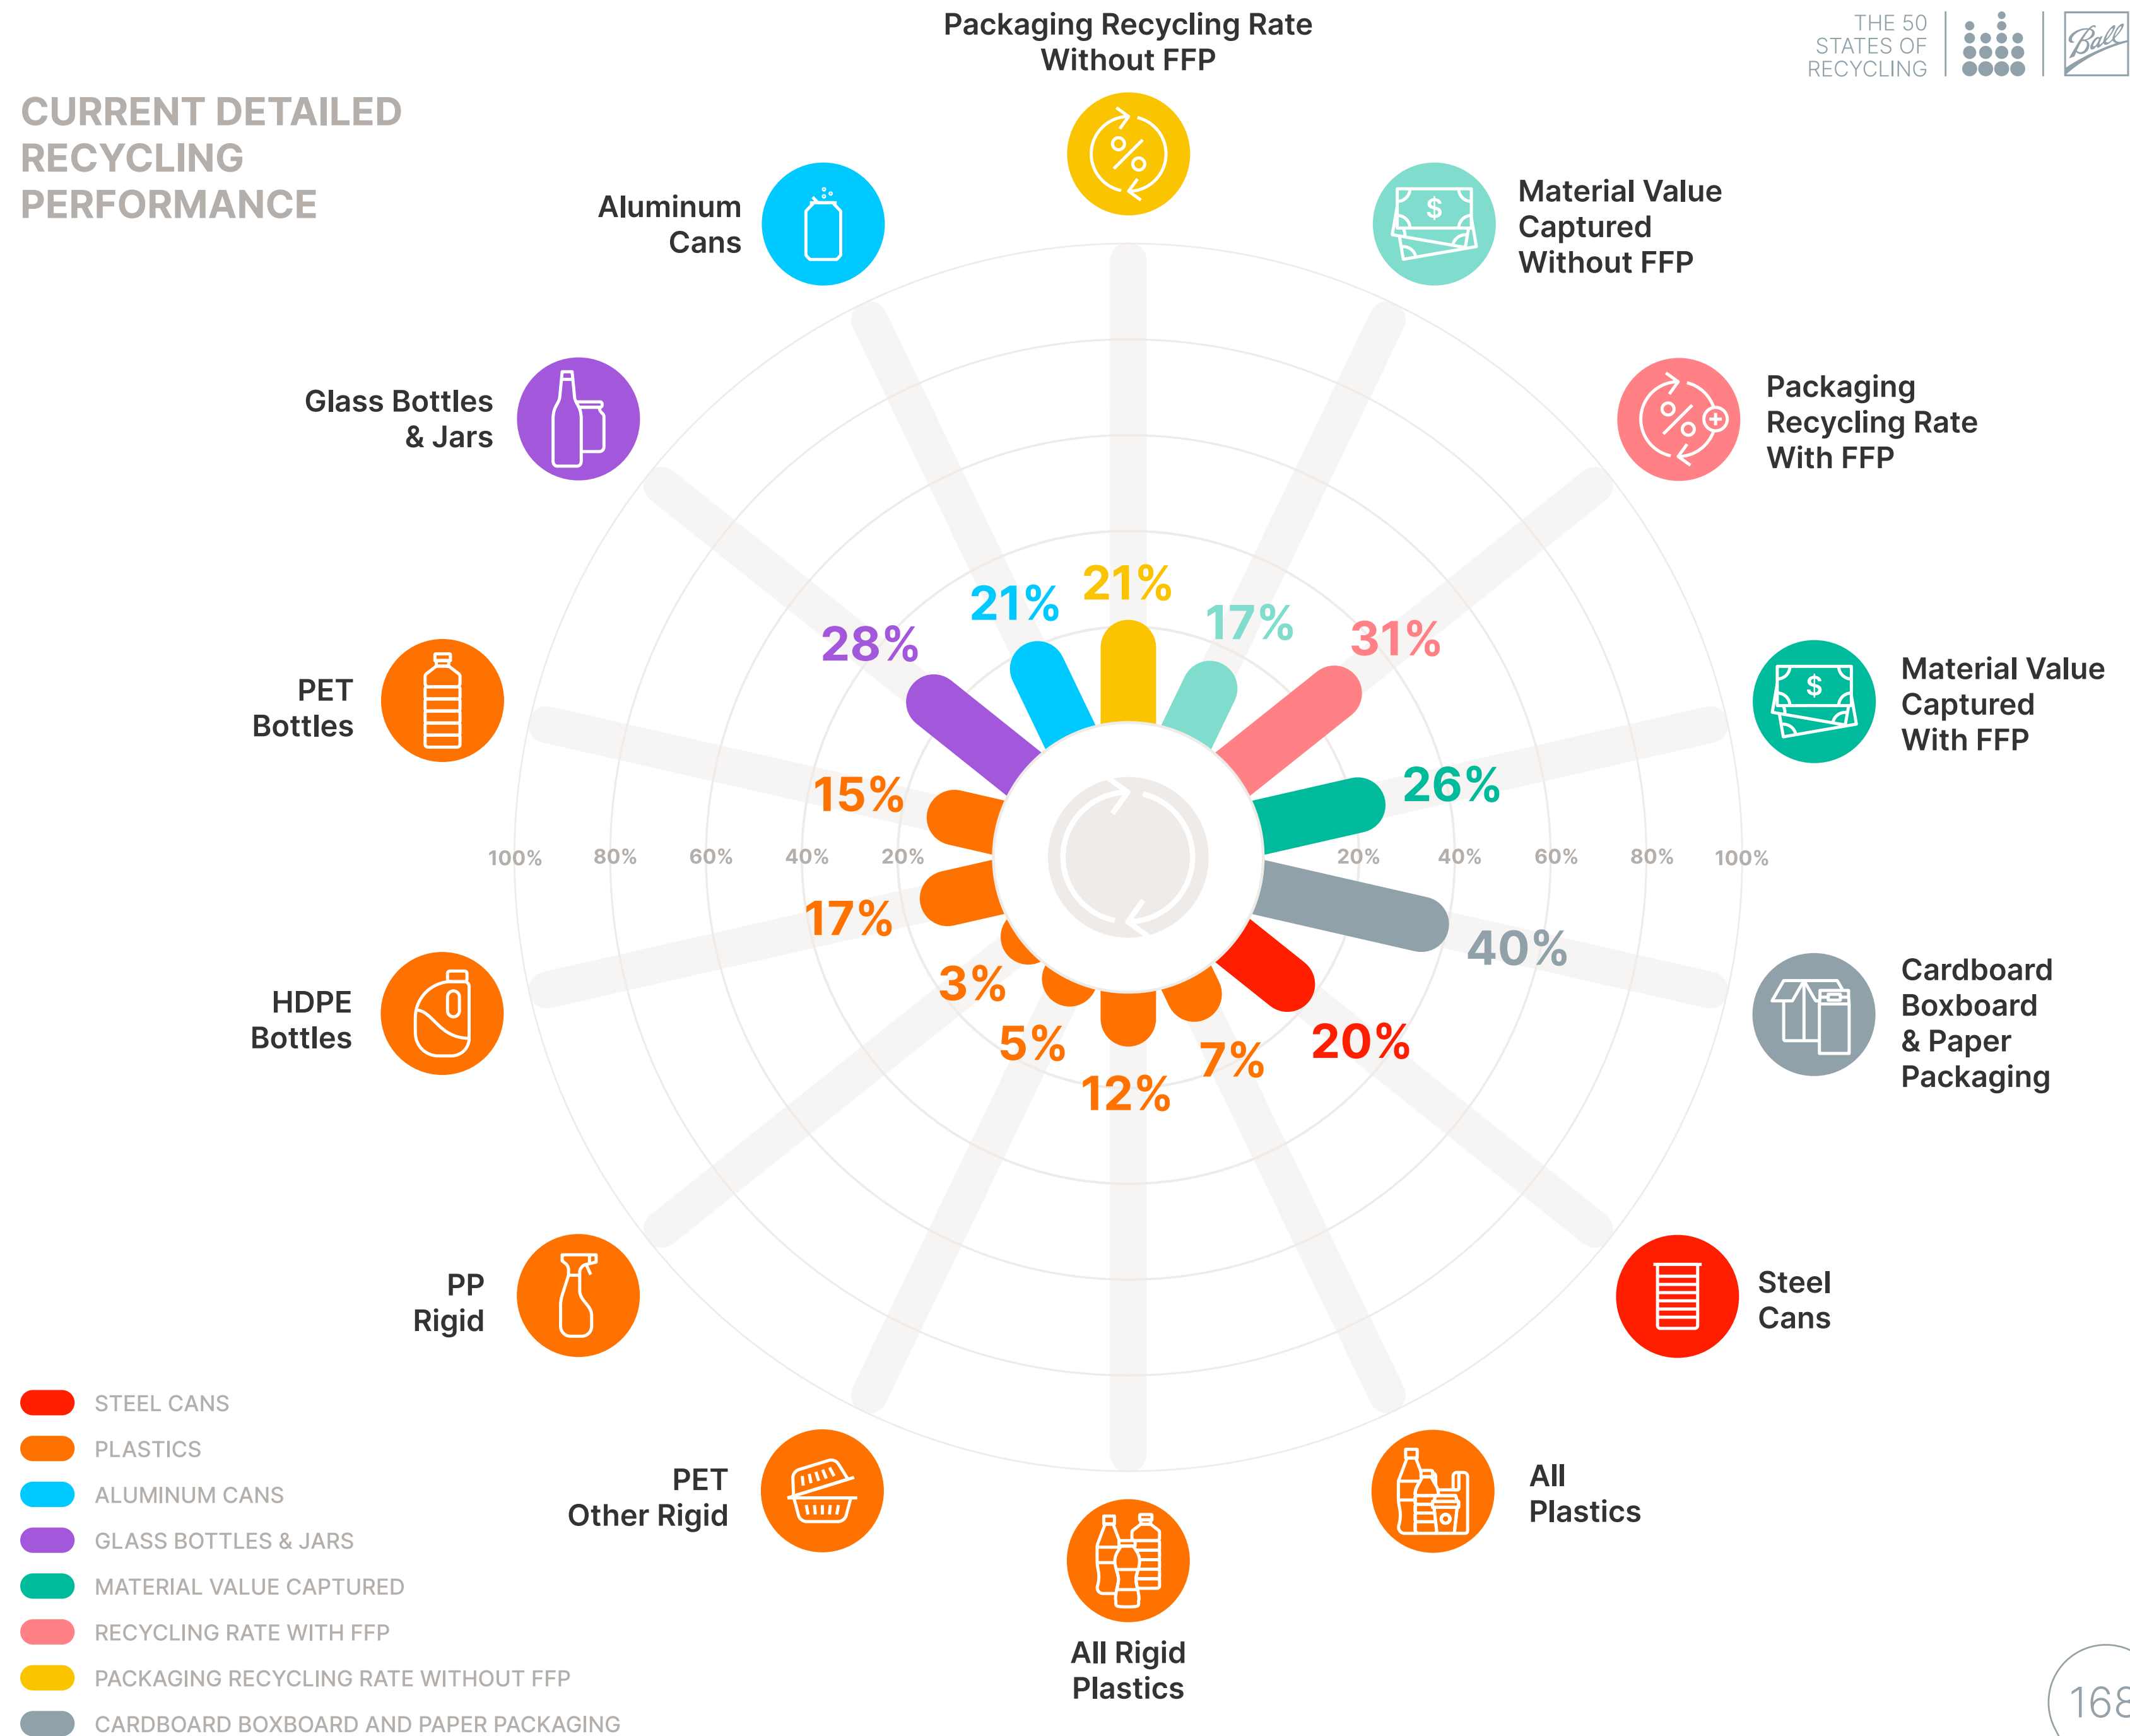 Packaging Recycling Rate
Without FFP
THE 50
STATES OF
RECYCLING
Ball
CURRENT DETAILED
RECYCLING
PERFORMANCE
Aluminum
Cans
Material Value
Captured
Without FFP
Glass Bottles
& Jars
Packaging
Recycling Rate
With FFP
PET
Bottles
Material Value
Captured
With FFP
21%
21%
17%
28%
31%
15%
26%
100% 80% 60% 40% 20% 20% 40% 60% 80% 100%
17%
40%
3%
5%
12%
7%
20%
HDPE
Bottles
Cardboard
Boxboard
& Paper
Packaging
PP
Rigid
Steel
Cans
PET
Other Rigid
All
Plastics
All Rigid
Plastics
STEEL CANS
PLASTICS
ALUMINUM CANS
GLASS BOTTLES & JARS
MATERIAL VALUE CAPTURED
RECYCLING RATE WITH FFP
PACKAGING RECYCLING RATE WITHOUT FFP
CARDBOARD BOXBOARD AND PAPER PACKAGING
168